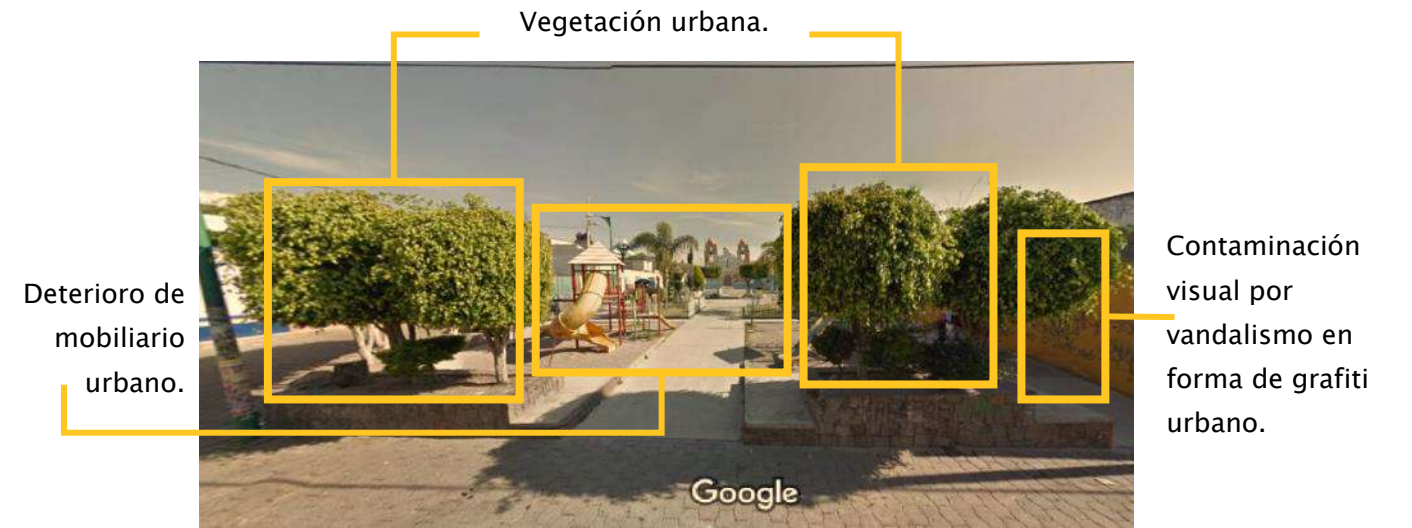 Vegetación urbana.
Deterioro de
mobiliario
urbano.
Contaminación
visual por
vandalismo en
forma de grafiti
urbano.
Google